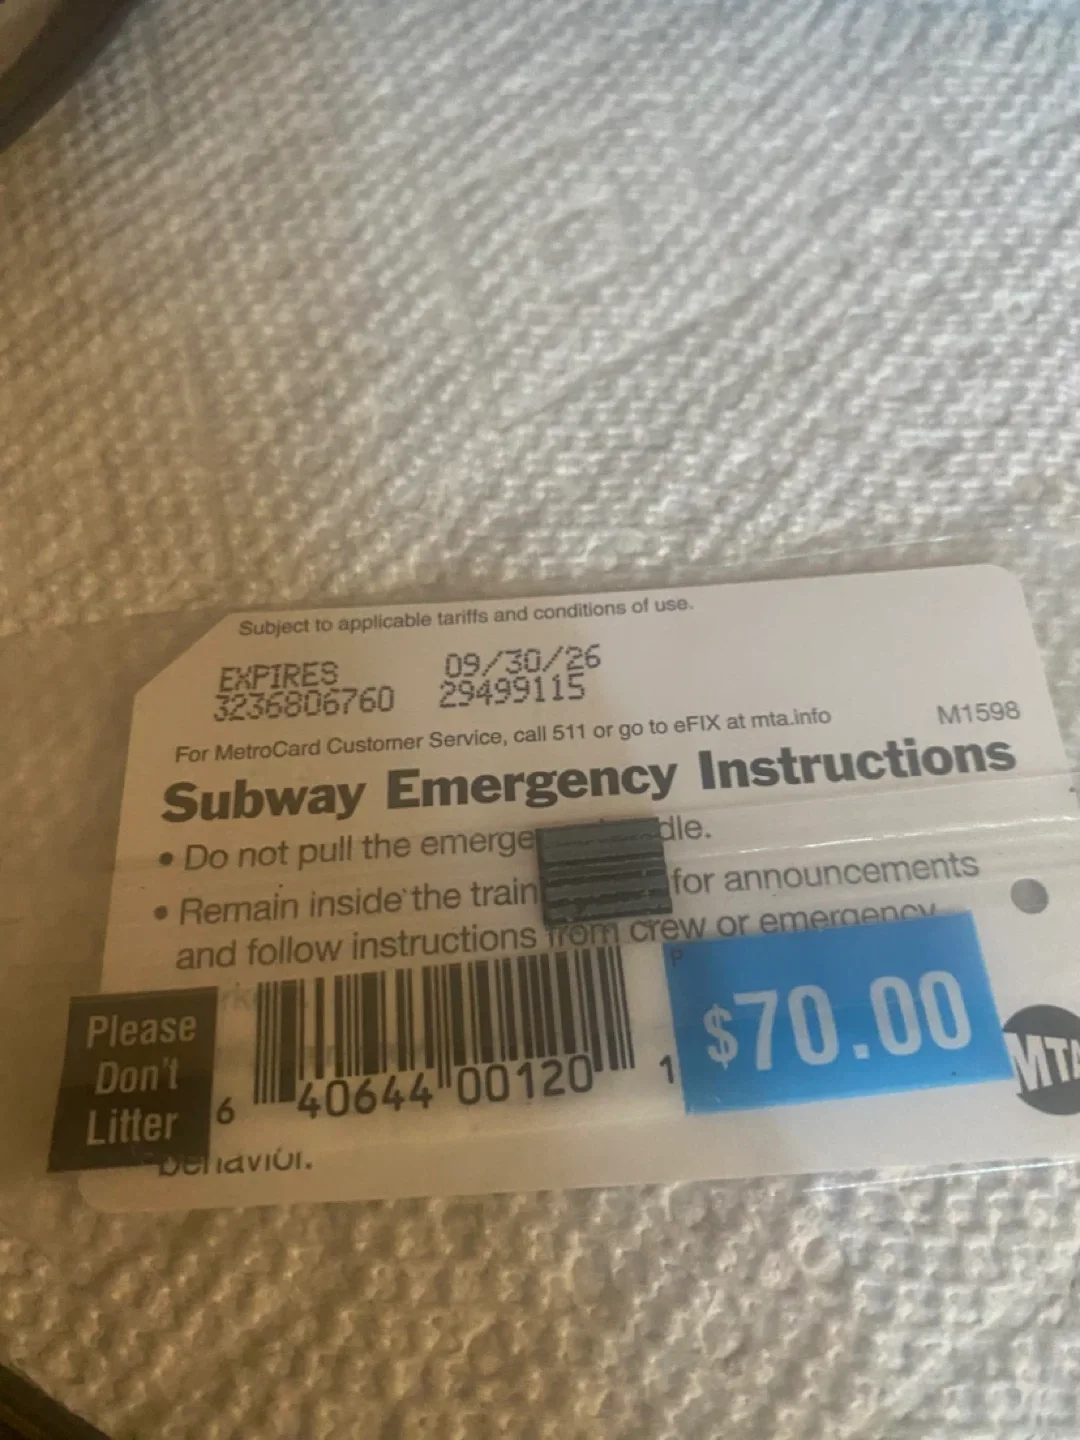 Subject to applicable tariffs and conditions of use.
EXPIRES 09/30/26
3236806760 29499115
For MetroCard Customer Service, call 511 or go to eFIX at mta.info
M1598
Subway Emergency Instructions
• Do not pull the emerge dle.
• Remain inside the train for announcements
and follow instructions from crew or emergency
Please
Don't
Litter
6 40644 00120 1
P
$70.00
MTA
behavior.